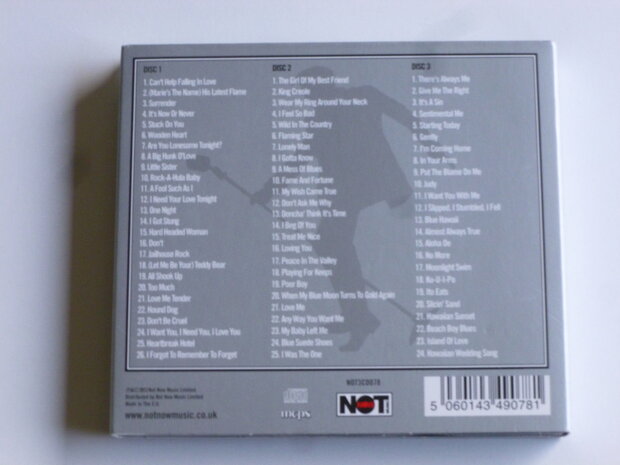 DISC 1
1. Can't Help Falling In Love
2. (Marie's The Name) His Latest Flame
3. Surrender
4. It's Now Or Never
5. Stuck On You
6. Wooden Heart
7. Are You Lonesome Tonight?
8. A Big Hunk O'Love
9. Little Sister
10. Rock-A-Hula Baby
11. A Fool Such As I
12. I Need Your Love Tonight
13. One Night
14. I Got Stung
15. Hard Headed Woman
16. Don't
17. Jailhouse Rock
18. (Let Me Be Your) Teddy Bear
19. All Shook Up
20. Too Much
21. Love Me Tender
22. Hound Dog
23. Don't Be Cruel
24. I Want You, I Need You, I Love You
25. Heartbreak Hotel
26. I Forgot To Remember To Forget
DISC 2
1. The Girl Of My Best Friend
2. King Creole
3. Wear My Ring Around Your Neck
4. I Feel So Bad
5. Wild In The Country
6. Flaming Star
7. Lonely Man
8. I Gotta Know
9. A Mess Of Blues
10. Fame And Fortune
11. My Wish Came True
12. Don't Ask Me Why
13. Doncha' Think It's Time
14. I Beg Of You
15. Treat Me Nice
16. Loving You
17. Peace In The Valley
18. Playing For Keeps
19. Poor Boy
20. When My Blue Moon Turns To Gold Again
21. Love Me
22. Any Way You Want Me
23. My Baby Left Me
24. Blue Suede Shoes
25. I Was The One
DISC 3
1. There's Always Me
2. Give Me The Right
3. It's A Sin
4. Sentimental Me
5. Starting Today
6. Gently
7. I'm Coming Home
8. In Your Arms
9. Put The Blame On Me
10. Judy
11. I Want You With Me
12. I Slipped, I Stumbled, I Fell
13. Blue Hawaii
14. Almost Always True
15. Aloha Oe
16. No More
17. Moonlight Swim
18. Ku-U-I-Po
19. Ito Eats
20. Slicin' Sand
21. Hawaiian Sunset
22. Beach Boy Blues
23. Island Of Love
24. Hawaiian Wedding Song
Not Now Music Limited
Distributed by Not Now Music Limited
Made In The E.U.
www.notnowmusic.co.uk
mcps
NOT3CD078
NOT
5 060143 490781